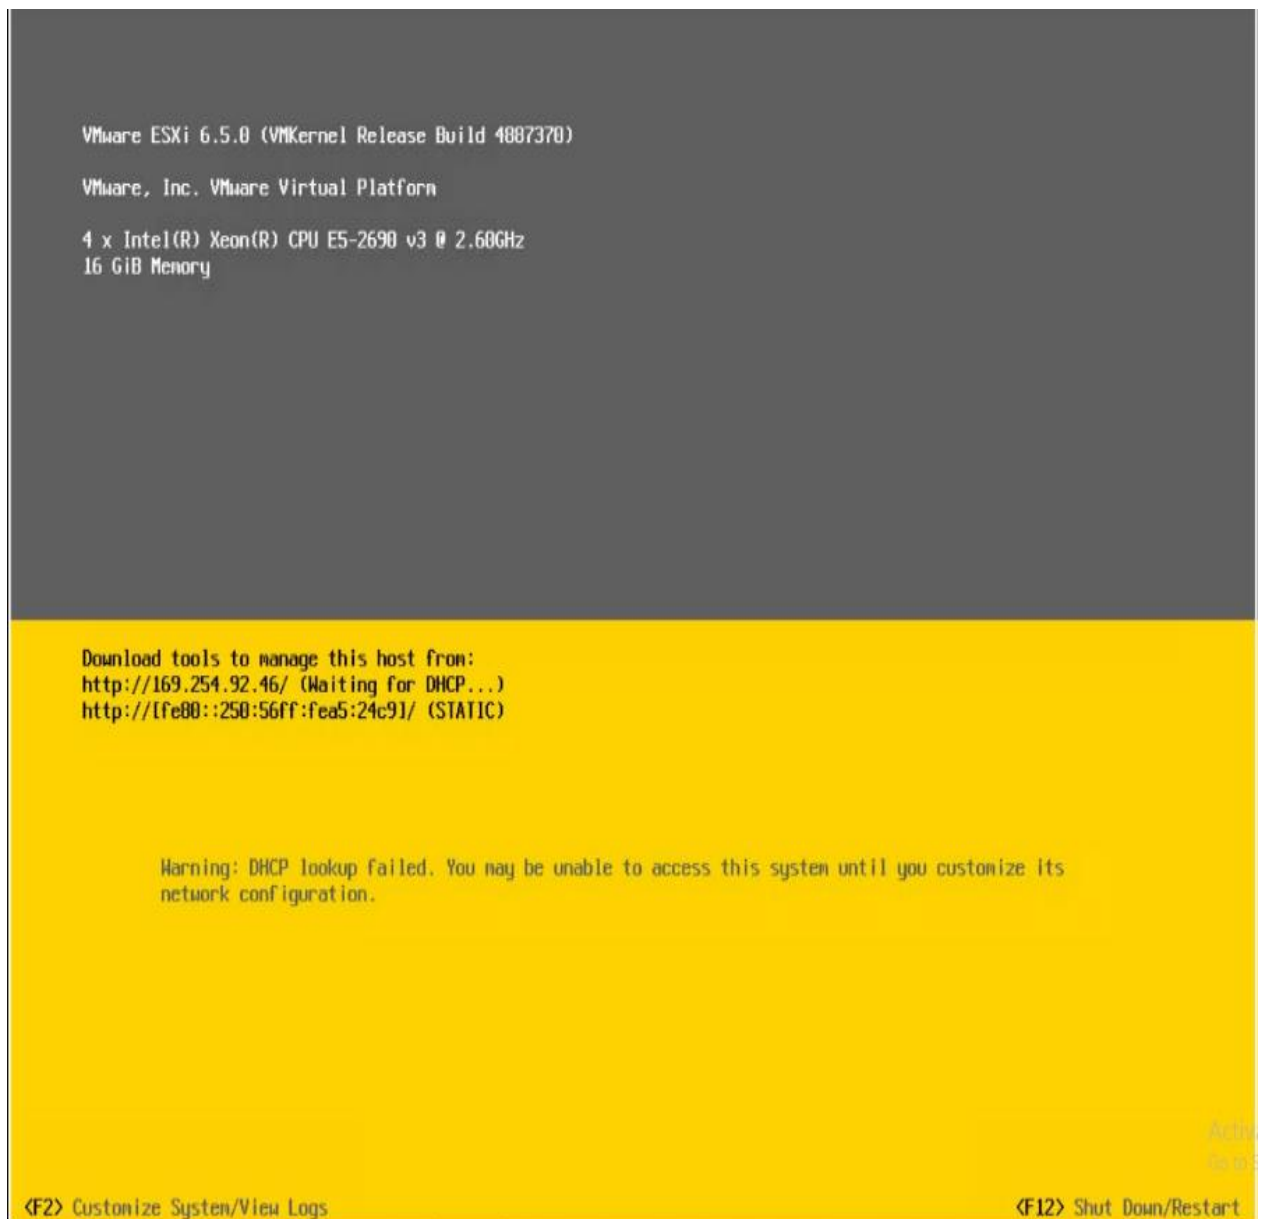 VMware ESXi 6.5.0 (VMKernel Release Build 4887370)
VMware, Inc. VMware Virtual Platform
4 x Intel(R) Xeon(R) CPU E5-2690 v3 @ 2.60GHz
16 GiB Memory
Download tools to manage this host from:
http://169.254.92.46/ (Waiting for DHCP...)
http://[fe80::250:56ff:fea5:24c9]/ (STATIC)
Warning: DHCP lookup failed. You may be unable to access this system until you customize its
network configuration.
Go to
<F2> Customize System/View Logs
<F12> Shut Down/Restart